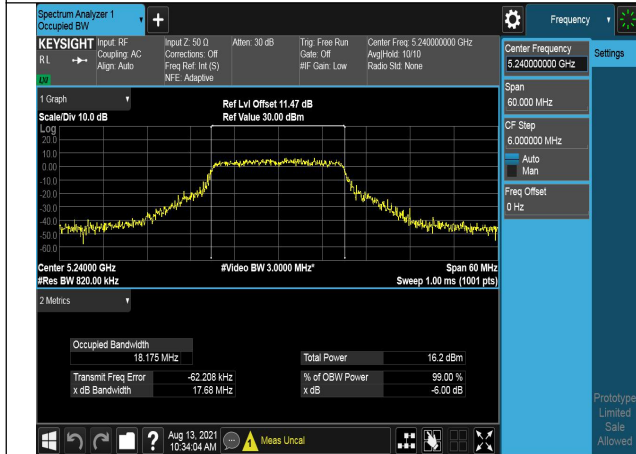 Spectrum Analyzer 1
Occupied BW
Frequency
KEYSIGHT
RL
Input: RF
Coupling: AC
Align: Auto
Input Z: 50 Ω
Corrections: Off
Freq Ref: Int (S)
NFE: Adaptive
Atten: 30 dB
Trig: Free Run
Gate: Off
#IF Gain: Low
Center Freq: 5.240000000 GHz
Avg|Hold: 10/10
Radio Std: None
Center Frequency
5.240000000 GHz
Settings
Span
60.000 MHz
CF Step
6.000000 MHz
Auto
Man
Freq Offset
0 Hz
1 Graph
Scale/Div 10.0 dB
Ref Lvl Offset 11.47 dB
Ref Value 30.00 dBm
Log
20.0
10.0
0.00
-10.0
-20.0
-30.0
-40.0
-50.0
-60.0
Center 5.24000 GHz
#Video BW 3.0000 MHz*
Span 60 MHz
#Res BW 820.00 kHz
Sweep 1.00 ms (1001 pts)
2 Metrics
Occupied Bandwidth
18.175 MHz
Total Power 16.2 dBm
Transmit Freq Error -62.208 kHz
% of OBW Power 99.00 %
x dB Bandwidth 17.68 MHz
x dB -6.00 dB
Prototype
Limited
Sale
Allowed
?
Aug 13, 2021
10:34:04 AM
Meas Uncal